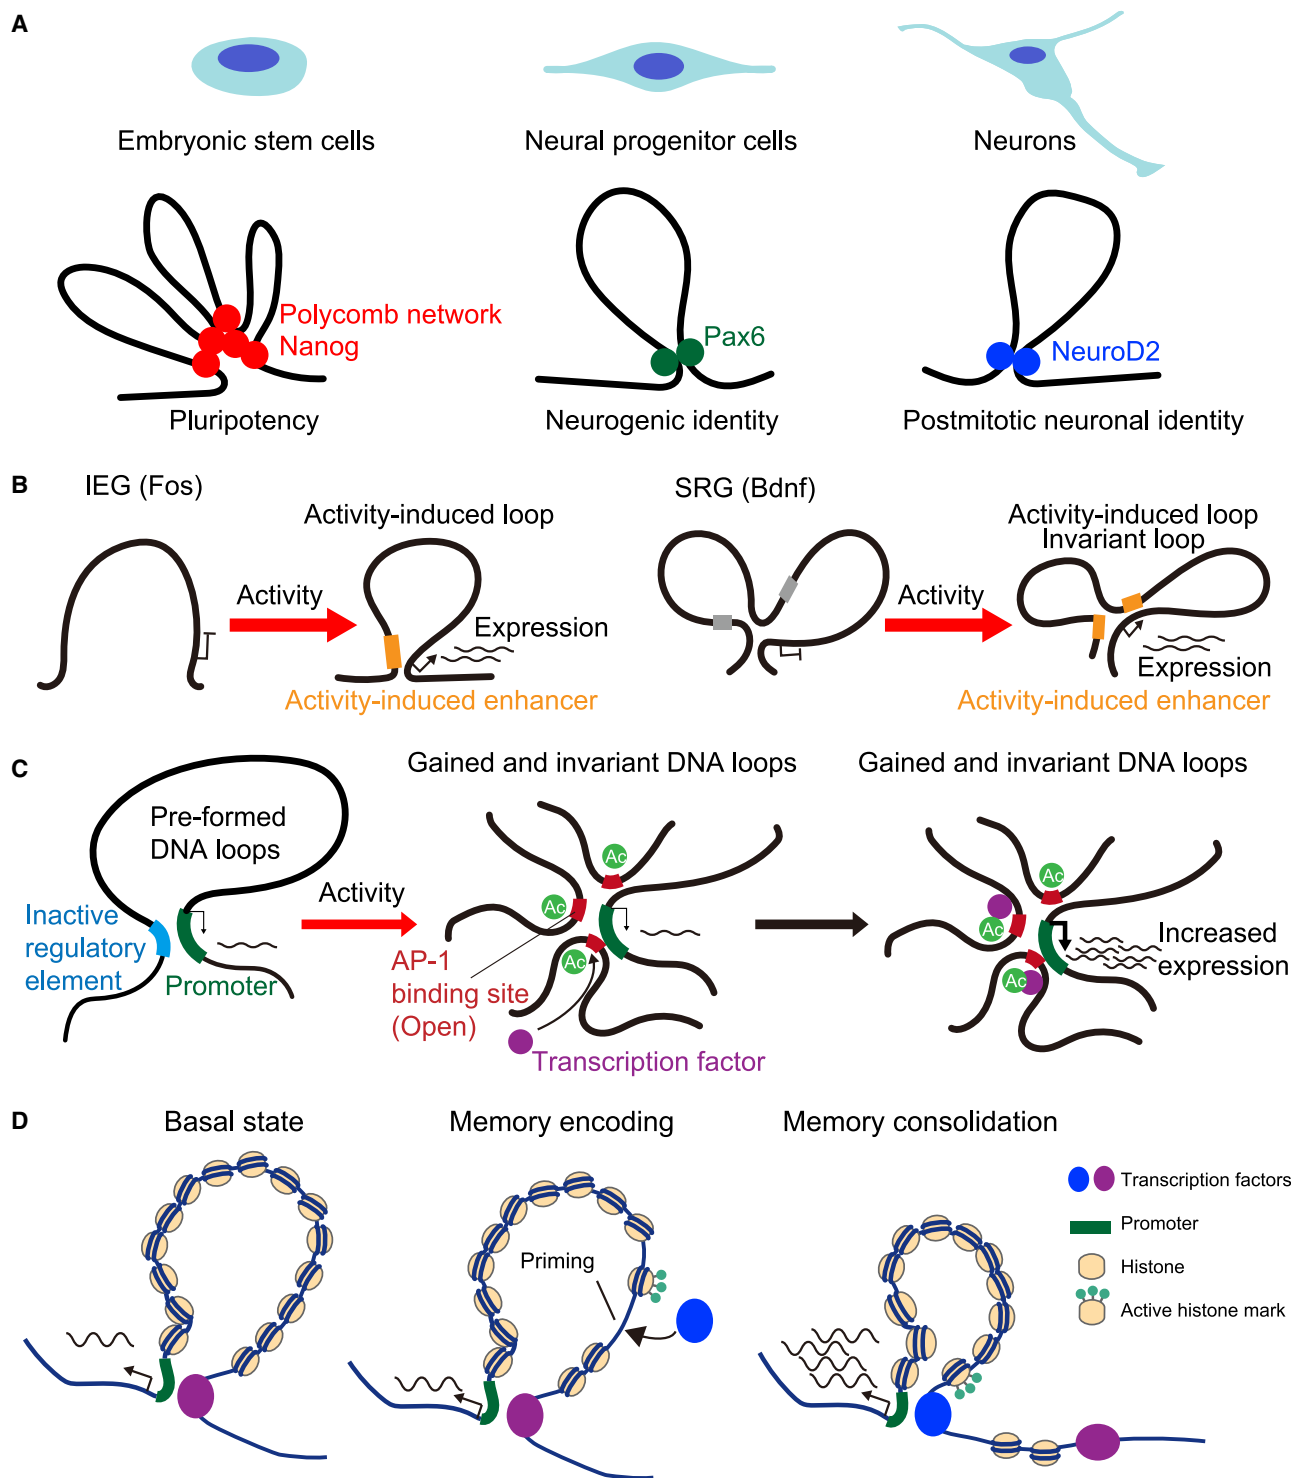 A
Embryonic stem cells
Neural progenitor cells
Neurons
Polycomb network
Nanog
Pax6
NeuroD2
Pluripotency
Neurogenic identity
Postmitotic neuronal identity
B
IEG (Fos)
Activity-induced loop
Activity
Expression
Activity-induced enhancer
SRG (Bdnf)
Activity-induced loop
Invariant loop
Activity
Expression
Activity-induced enhancer
C
Pre-formed
DNA loops
Inactive
regulatory
element
Promoter
Activity
Gained and invariant DNA loops
Ac
Ac
Ac
AP-1
binding site
(Open)
Transcription factor
Gained and invariant DNA loops
Ac
Ac
Ac
Increased
expression
D
Basal state
Memory encoding
Priming
Memory consolidation
Transcription factors
Promoter
Histone
Active histone mark